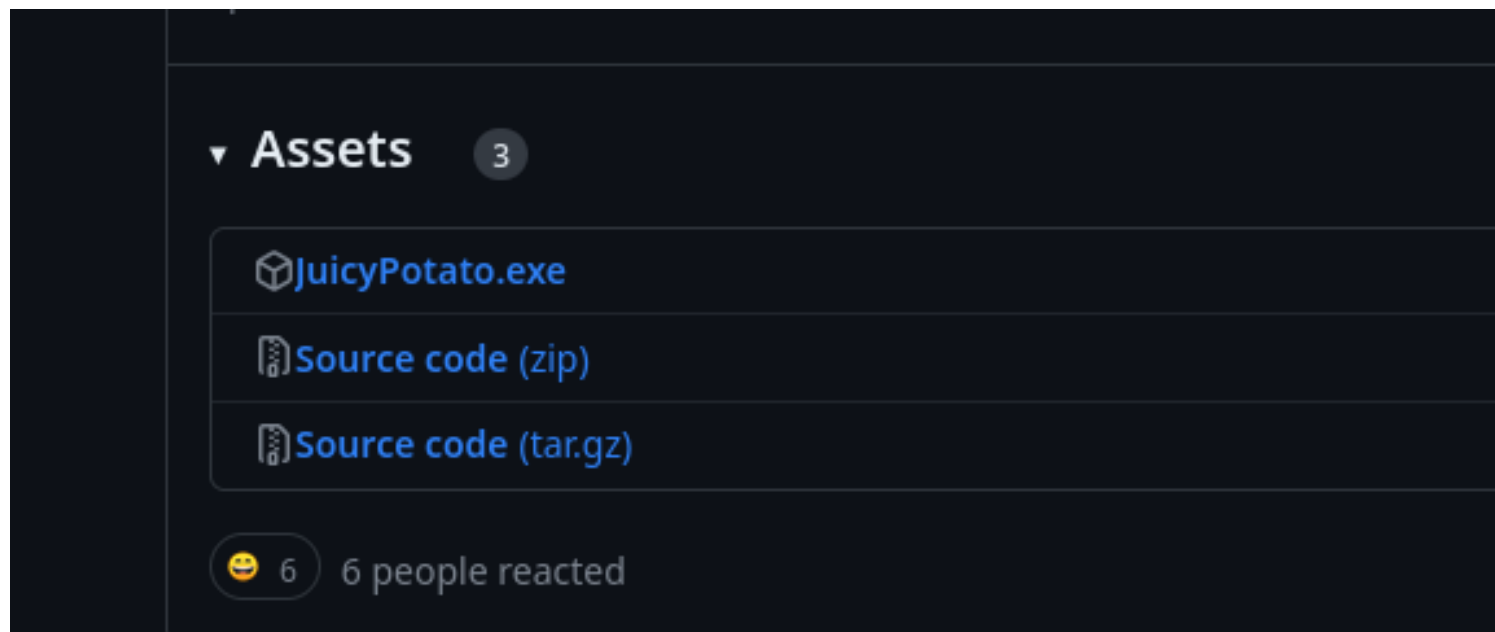 Assets 3
JuicyPotato.exe
Source code (zip)
Source code (tar.gz)
6 6 people reacted